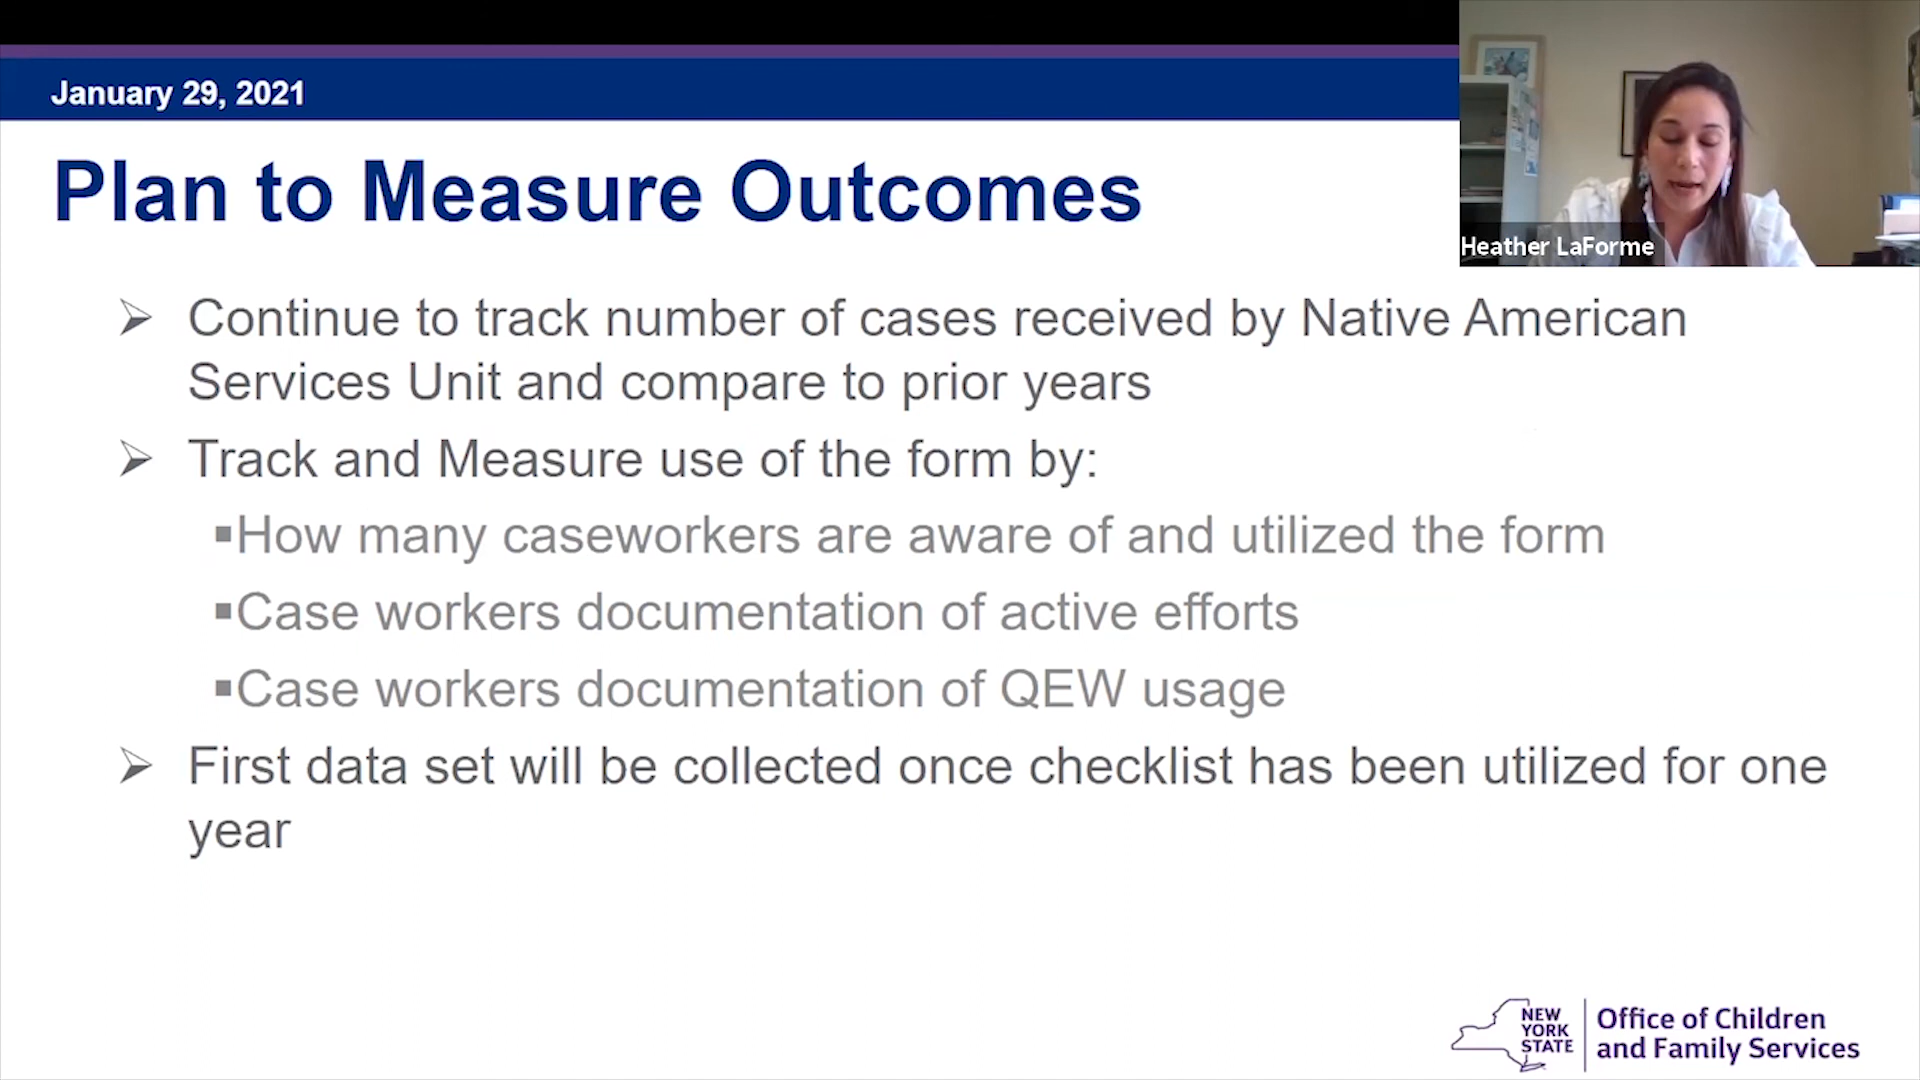 January 29, 2021
Plan to Measure Outcomes
Heather LaForme
➢ Continue to track number of cases received by Native American
Services Unit and compare to prior years
➢ Track and Measure use of the form by:
▪How many caseworkers are aware of and utilized the form
▪Case workers documentation of active efforts
▪Case workers documentation of QEW usage
➢ First data set will be collected once checklist has been utilized for one
year
NEW
YORK
STATE
Office of Children
and Family Services